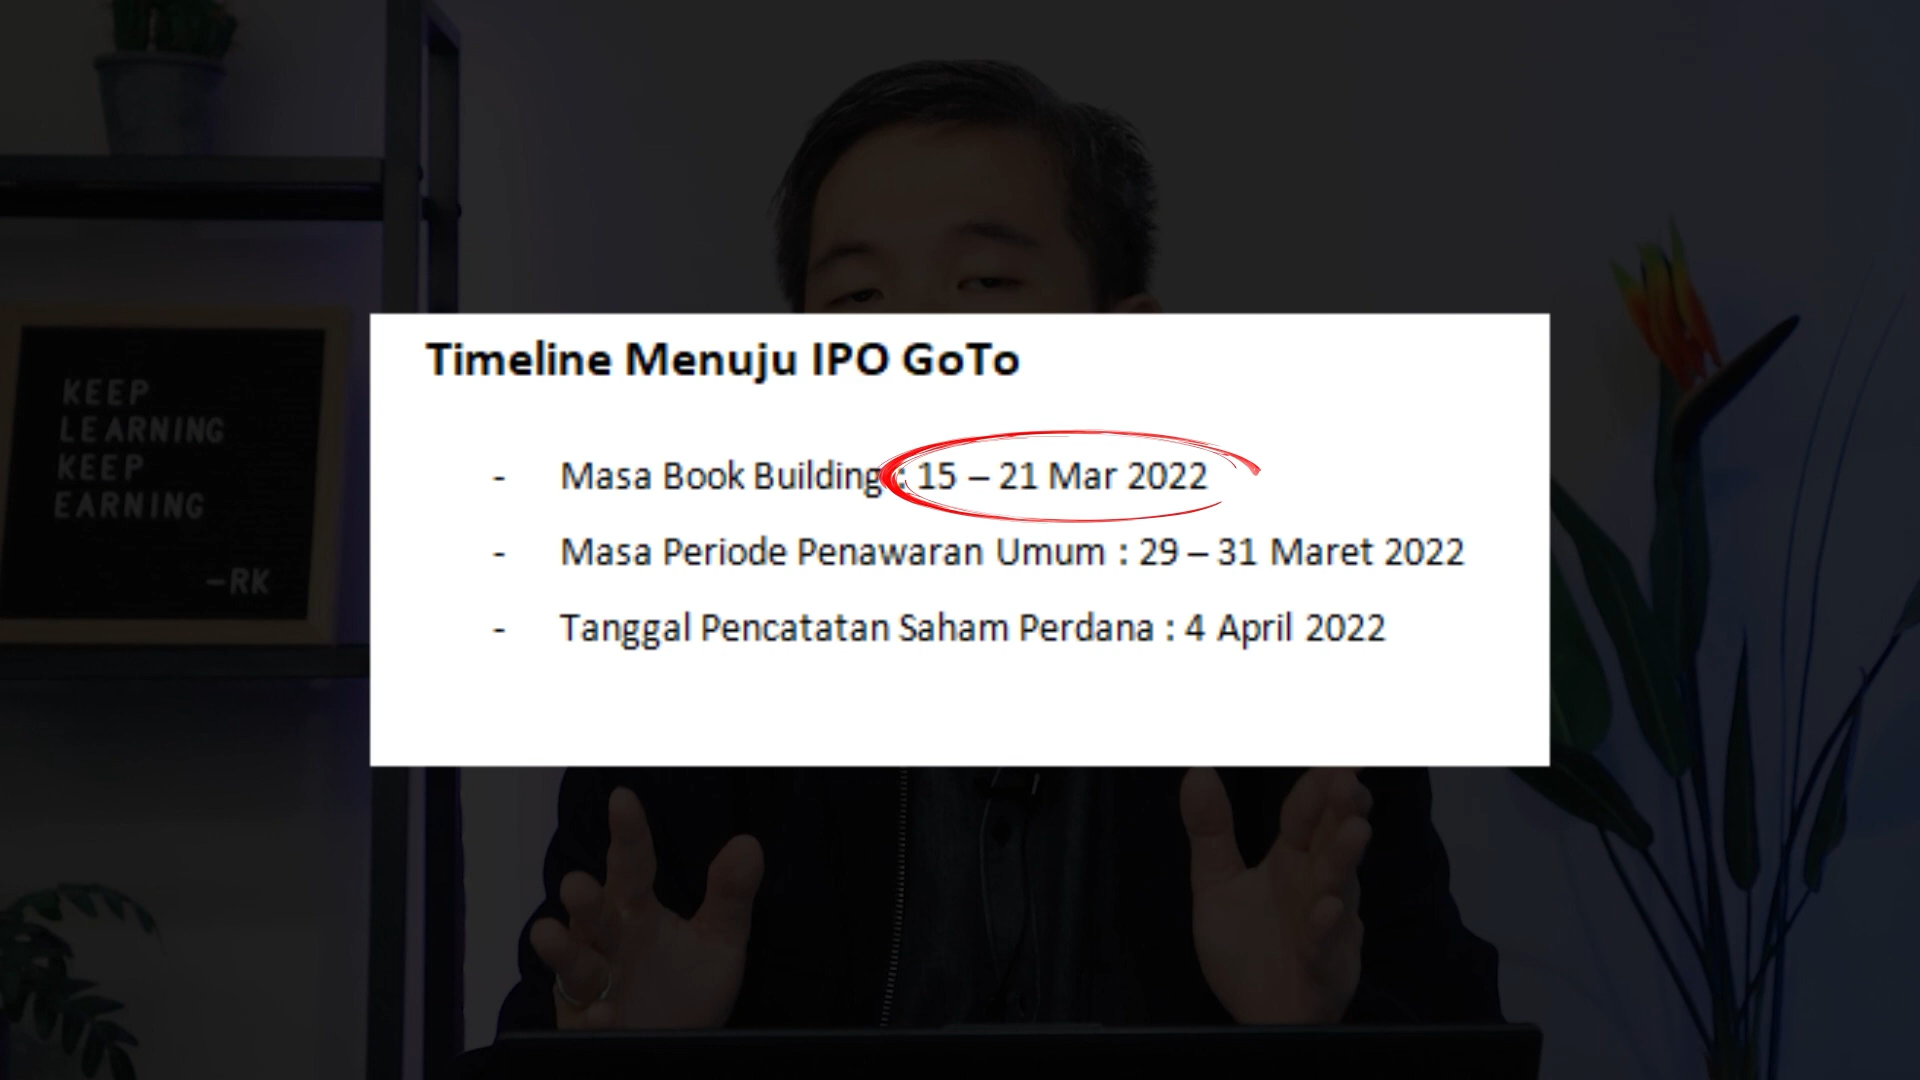 Timeline Menuju IPO GoTo
- Masa Book Building : 15 – 21 Mar 2022
- Masa Periode Penawaran Umum : 29 – 31 Maret 2022
- Tanggal Pencatatan Saham Perdana : 4 April 2022
KEEP
LEARNING
KEEP
EARNING
–RK